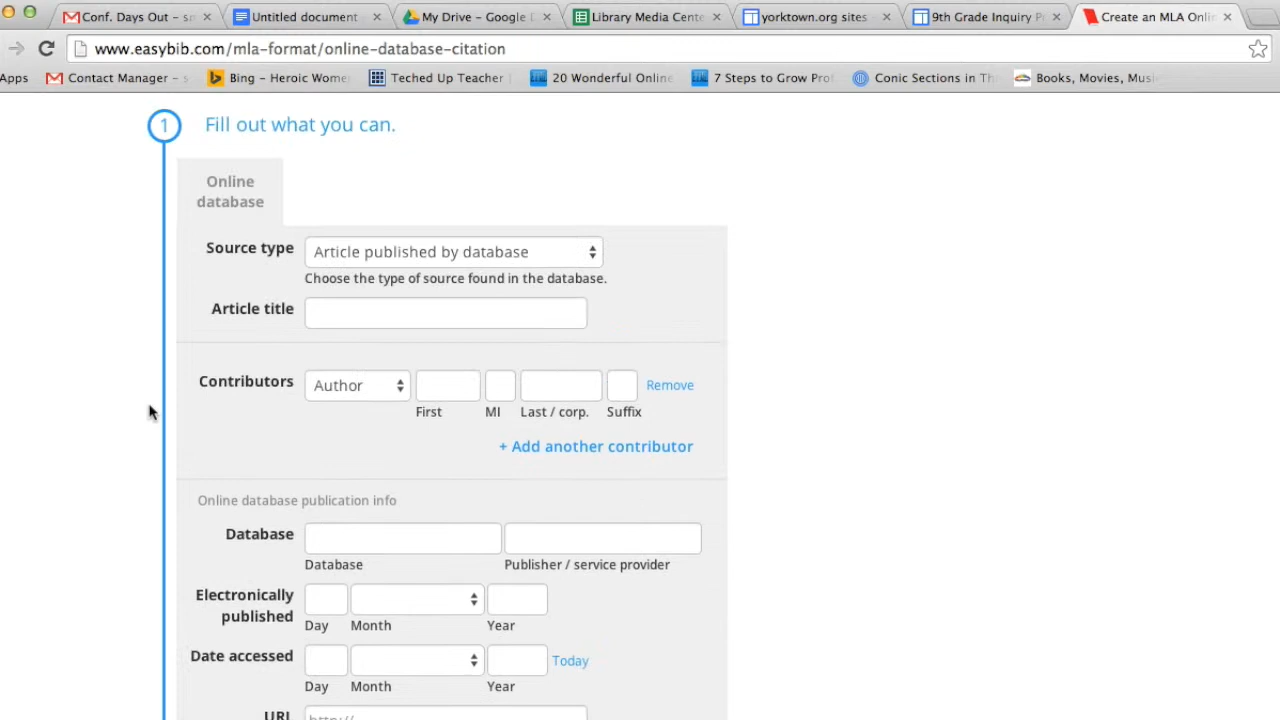 Conf. Days Out – s
Untitled document
My Drive – Google
Library Media Cente
yorktown.org sites
9th Grade Inquiry P
Create an MLA Onli
www.easybib.com/mla-format/online-database-citation
Apps
Contact Manager – s
Bing – Heroic Wome
Teched Up Teacher
20 Wonderful Online
7 Steps to Grow Prof
Conic Sections in Th
Books, Movies, Musi
1 Fill out what you can.
Online
database
Source type
Article published by database
Choose the type of source found in the database.
Article title
Contributors
Author
Remove
First MI Last / corp. Suffix
+ Add another contributor
Online database publication info
Database
Database Publisher / service provider
Electronically
published
Day Month Year
Date accessed
Today
Day Month Year
URL
http://